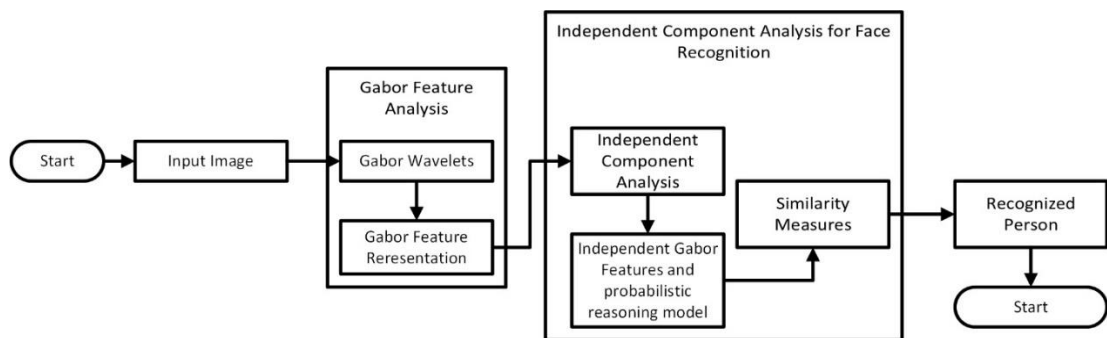 Start
Input Image
Gabor Feature
Analysis
Gabor Wavelets
Gabor Feature
Reresentation
Independent Component Analysis for Face
Recognition
Independent
Component
Analysis
Independent Gabor
Features and
probabilistic
reasoning model
Similarity
Measures
Recognized
Person
Start